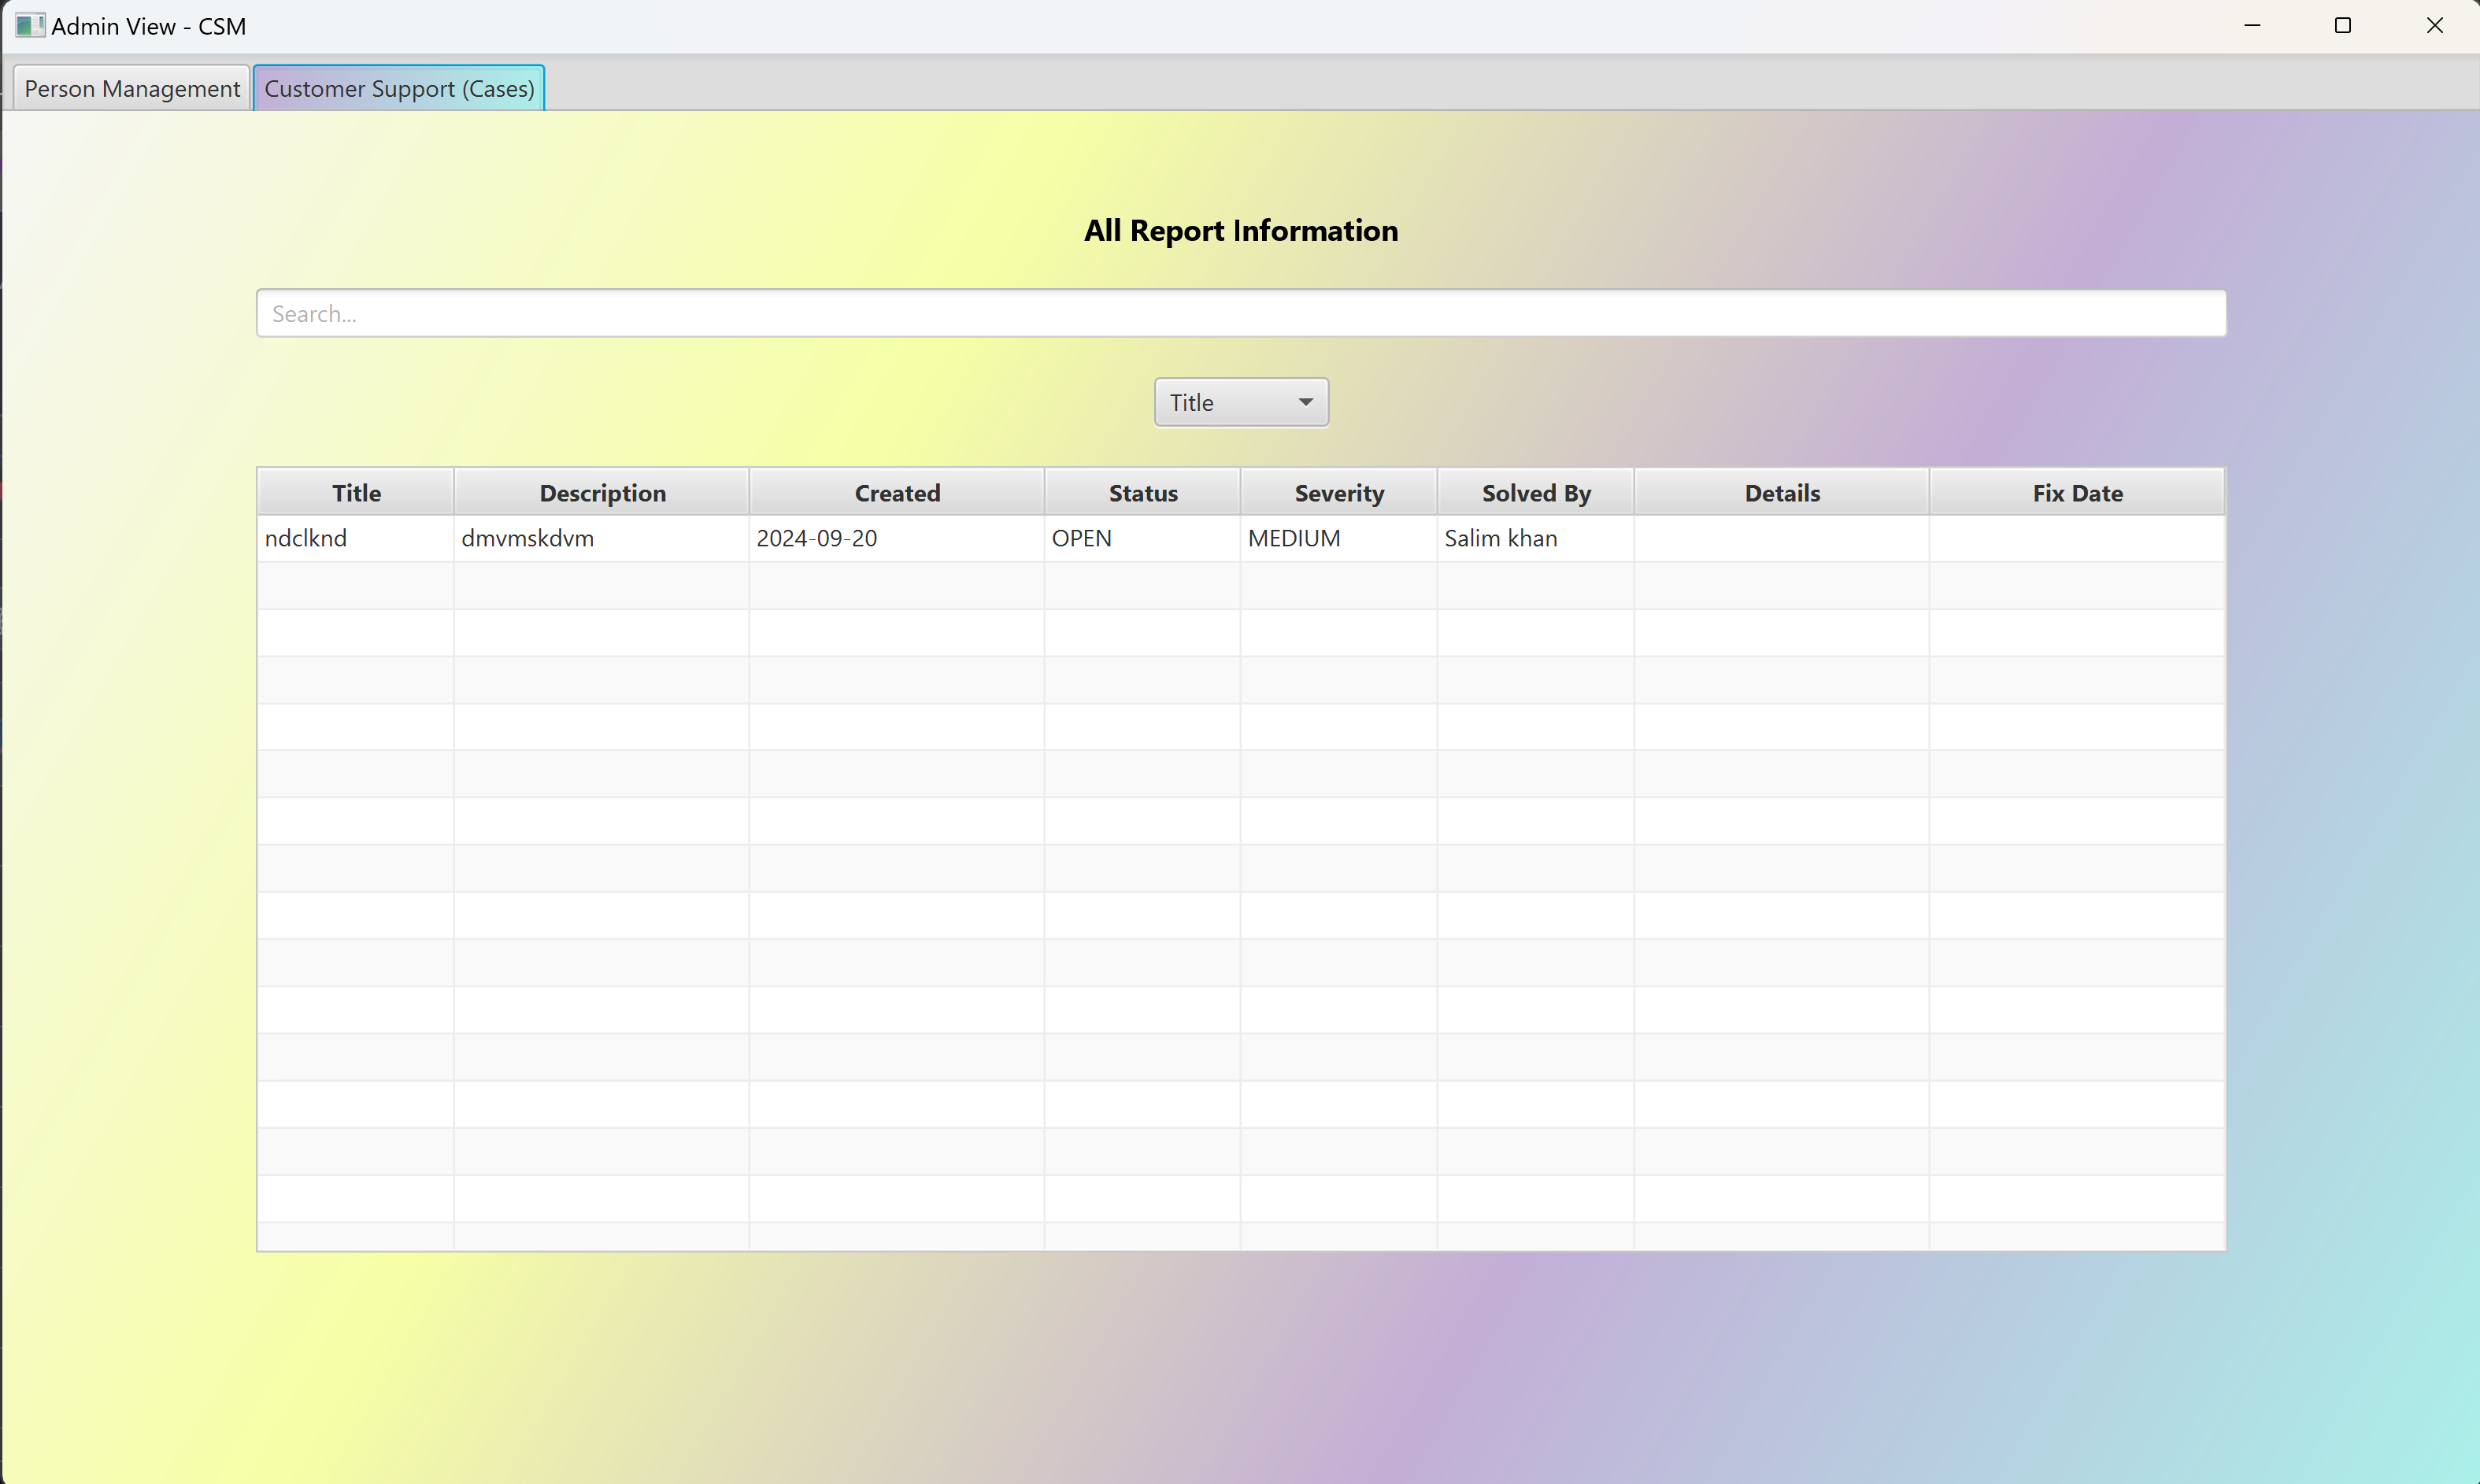 Admin View - CSM
Person Management Customer Support (Cases)
All Report Information
Search...
Title
Title Description Created Status Severity Solved By Details Fix Date
ndclknd dmvmskdvm 2024-09-20 OPEN MEDIUM Salim khan